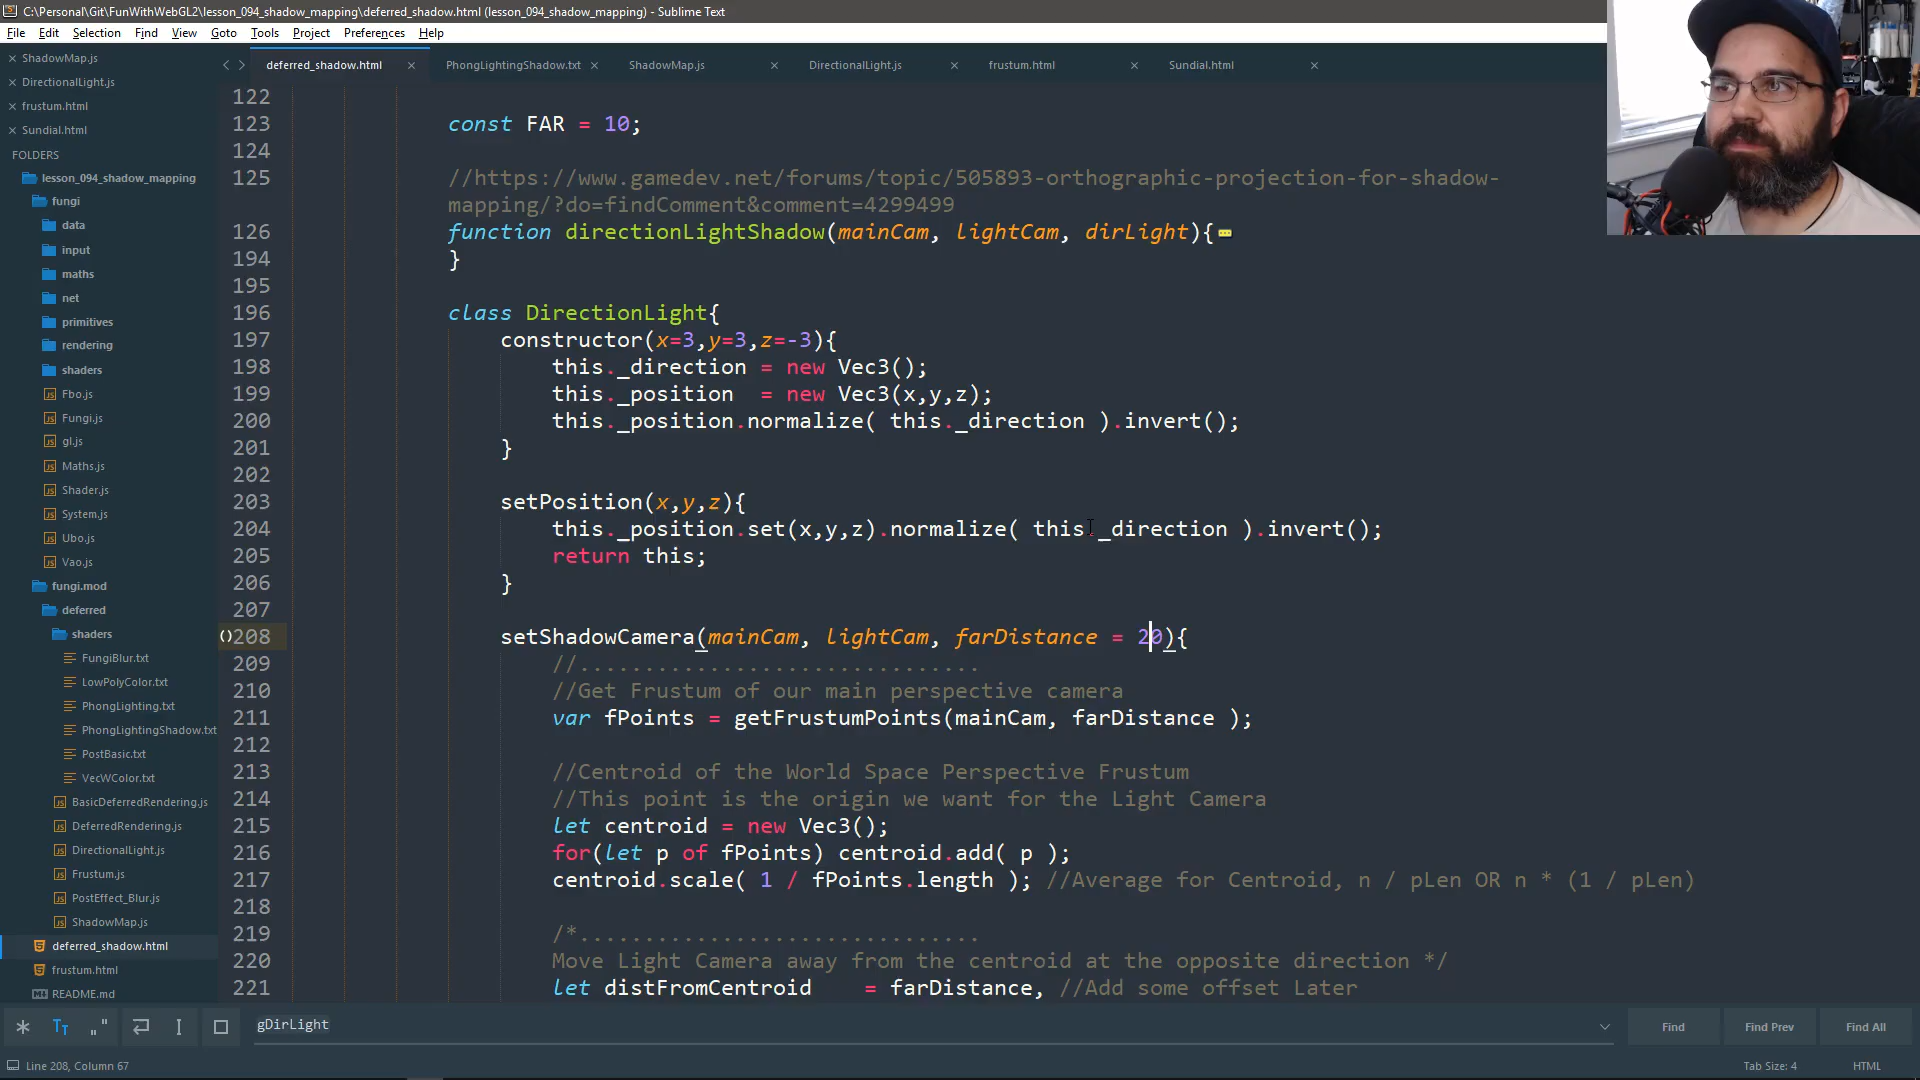 C:\Personal\Git\FunWithWebGL2\lesson_094_shadow_mapping\deferred_shadow.html (lesson_094_shadow_mapping) - Sublime Text
File Edit Selection Find View Goto Tools Project Preferences Help
ShadowMap.js
DirectionalLight.js
frustum.html
Sundial.html
FOLDERS
lesson_094_shadow_mapping
fungi
data
input
maths
net
primitives
rendering
shaders
Fbo.js
Fungi.js
gl.js
Maths.js
Shader.js
System.js
Ubo.js
Vao.js
fungi.mod
deferred
shaders
FungiBlur.txt
LowPolyColor.txt
PhongLighting.txt
PhongLightingShadow.txt
PostBasic.txt
VecWColor.txt
BasicDeferredRendering.js
DeferredRendering.js
DirectionalLight.js
Frustum.js
PostEffect_Blur.js
ShadowMap.js
deferred_shadow.html
frustum.html
README.md
deferred_shadow.html PhongLightingShadow.txt ShadowMap.js DirectionalLight.js frustum.html Sundial.html
122
123 const FAR = 10;
124
125 //https://www.gamedev.net/forums/topic/505893-orthographic-projection-for-shadow-
mapping/?do=findComment&comment=4299499
126 function directionLightShadow(mainCam, lightCam, dirLight){
194 }
195
196 class DirectionLight{
197 constructor(x=3,y=3,z=-3){
198 this._direction = new Vec3();
199 this._position = new Vec3(x,y,z);
200 this._position.normalize( this._direction ).invert();
201 }
202
203 setPosition(x,y,z){
204 this._position.set(x,y,z).normalize( this._direction ).invert();
205 return this;
206 }
207
208 setShadowCamera(mainCam, lightCam, farDistance = 20){
209 //...............................
210 //Get Frustum of our main perspective camera
211 var fPoints = getFrustumPoints(mainCam, farDistance );
212
213 //Centroid of the World Space Perspective Frustum
214 //This point is the origin we want for the Light Camera
215 let centroid = new Vec3();
216 for(let p of fPoints) centroid.add( p );
217 centroid.scale( 1 / fPoints.length ); //Average for Centroid, n / pLen OR n * (1 / pLen)
218
219 /*...............................
220 Move Light Camera away from the centroid at the opposite direction */
221 let distFromCentroid = farDistance, //Add some offset Later
gDirLight
Find Find Prev Find All
Line 208, Column 67
Tab Size: 4 HTML